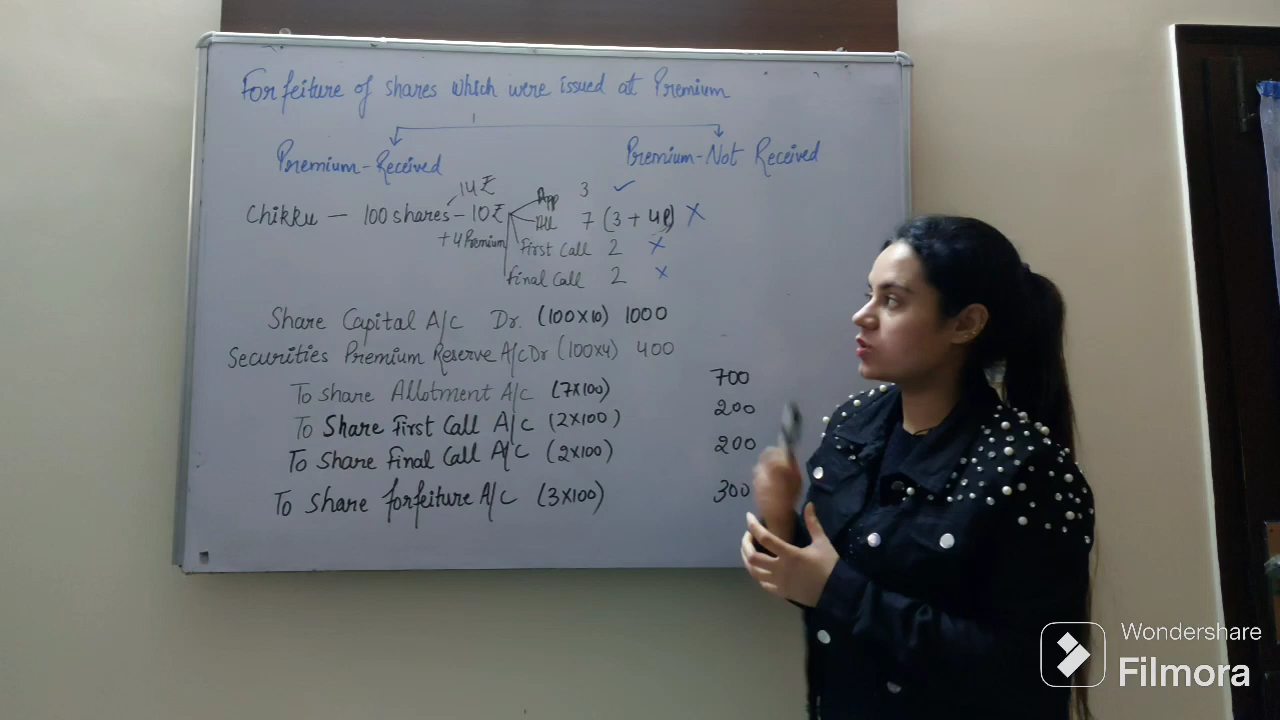 Forfeiture of shares which were issued at Premium
Premium-Received
Premium-Not Received
14₹
App 3 ✓
Chikku — 100 shares - 10₹
All 7 (3 + 4P) X
+ 4 Premium
First Call 2 X
Final Call 2 X
Share Capital A/c Dr. (100x10) 1000
Securities Premium Reserve A/c Dr (100x4) 400
To share Allotment A/c (7x100) 700
To Share First Call A/c (2x100) 200
To Share Final Call A/c (2x100) 200
To Share forfeiture A/c (3x100) 300
Wondershare
Filmora